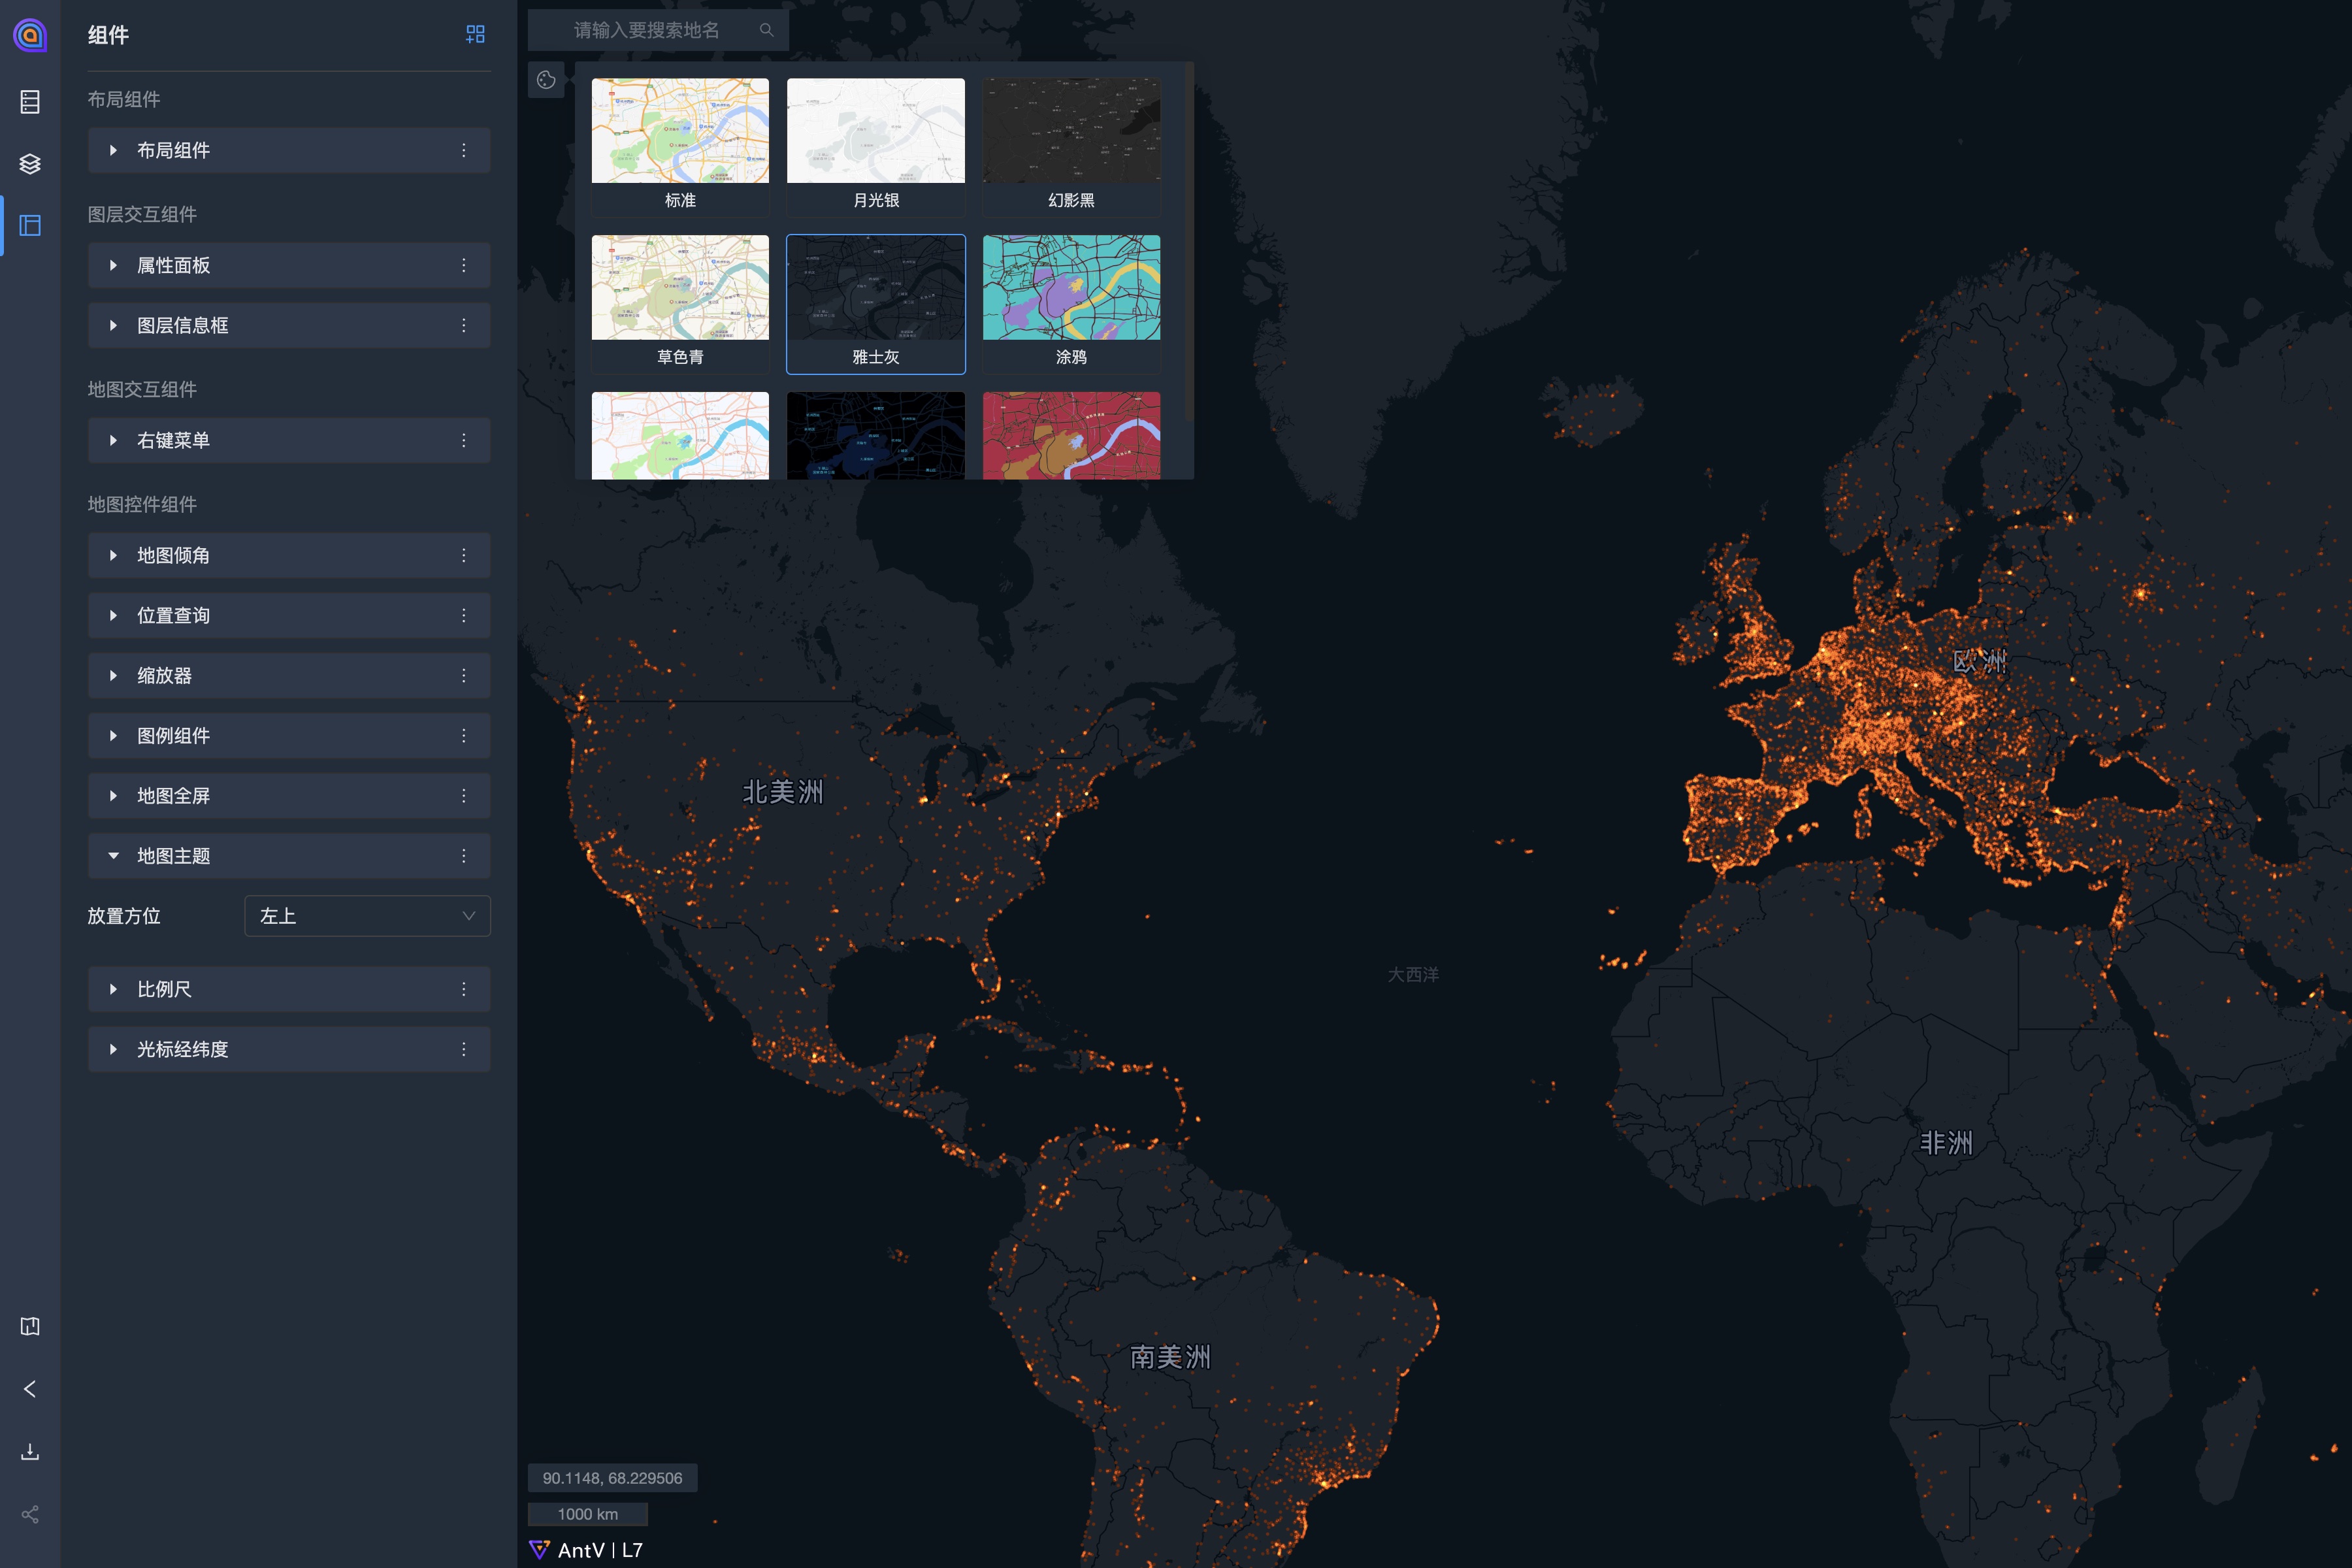 组件
布局组件
布局组件
图层交互组件
属性面板
图层信息框
地图交互组件
右键菜单
地图控件组件
地图倾角
位置查询
缩放器
图例组件
地图全屏
地图主题
放置方位
左上
比例尺
光标经纬度
请输入要搜索地名
标准
月光银
幻影黑
草色青
雅士灰
涂鸦
欧洲
北美洲
大西洋
非洲
南美洲
90.1148, 68.229506
1000 km
AntV | L7